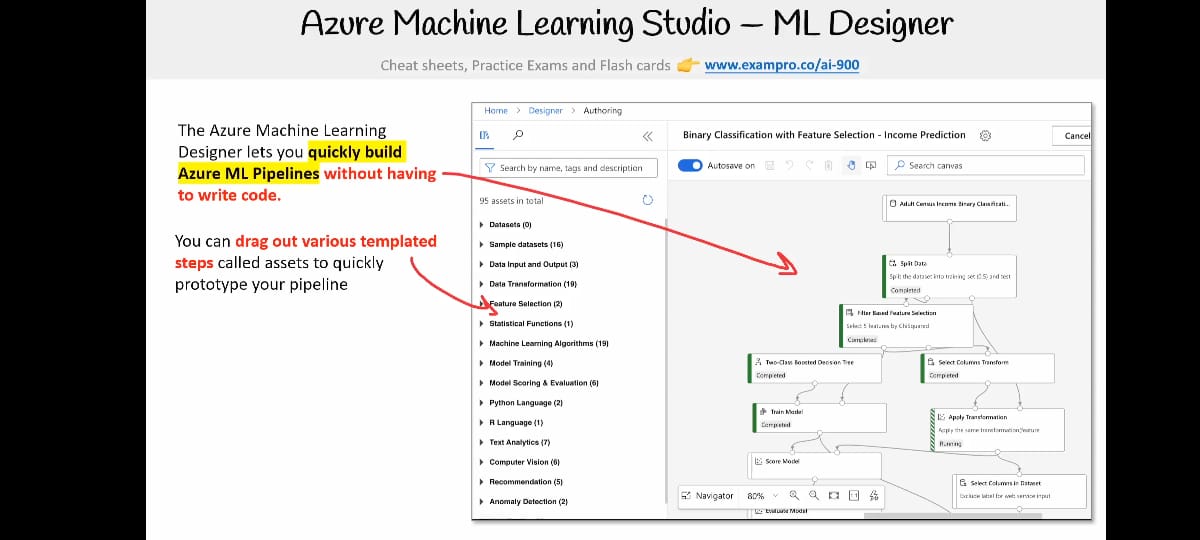 Azure Machine Learning Studio – ML Designer
Cheat sheets, Practice Exams and Flash cards 👉 www.exampro.co/ai-900
The Azure Machine Learning
Designer lets you quickly build
Azure ML Pipelines without having
to write code.
You can drag out various templated
steps called assets to quickly
prototype your pipeline
Home > Designer > Authoring
Search by name, tags and description
95 assets in total
Datasets (0)
Sample datasets (16)
Data Input and Output (3)
Data Transformation (19)
Feature Selection (2)
Statistical Functions (1)
Machine Learning Algorithms (19)
Model Training (4)
Model Scoring & Evaluation (6)
Python Language (2)
R Language (1)
Text Analytics (7)
Computer Vision (6)
Recommendation (5)
Anomaly Detection (2)
Binary Classification with Feature Selection - Income Prediction
Cancel
Autosave on
Search canvas
Adult Census Income Binary Classificati...
Split Data
Split the dataset into training set (0.5) and test
Completed
Filter Based Feature Selection
Select 5 features by ChiSquared
Completed
Two-Class Boosted Decision Tree
Completed
Select Columns Transform
Completed
Train Model
Completed
Apply Transformation
Apply the same transformation/feature
Running
Score Model
Select Columns in Dataset
Exclude label for web service input
Navigator 80%
Evaluate Model